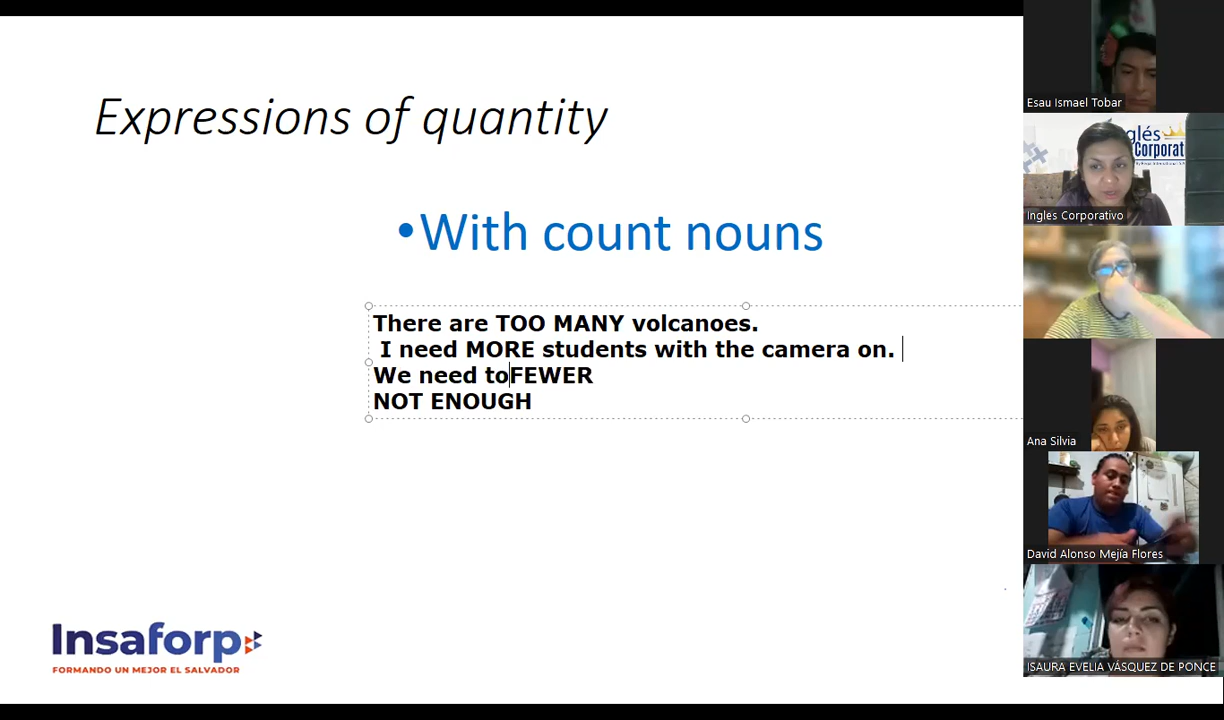 Expressions of quantity
•With count nouns
There are TOO MANY volcanoes.
I need MORE students with the camera on.
We need toFEWER
NOT ENOUGH
Insaforp
FORMANDO UN MEJOR EL SALVADOR
Esau Ismael Tobar
glés
Corporat
Ingles Corporativo
Ana Silvia
David Alonso Mejía Flores
ISAURA EVELIA VÁSQUEZ DE PONCE